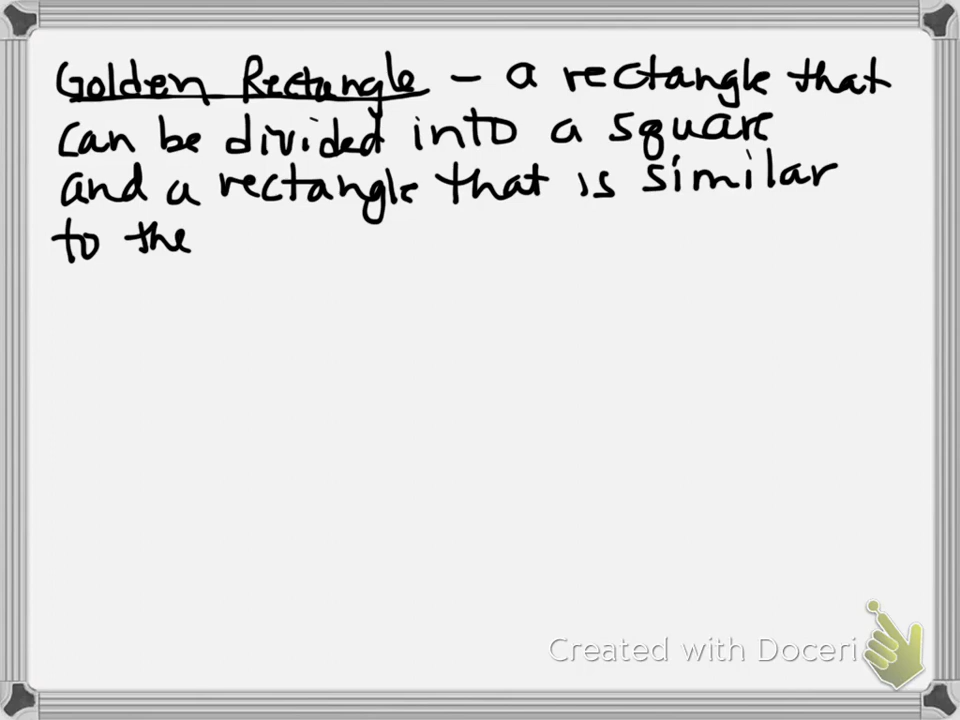 Golden Rectangle – a rectangle that
can be divided into a square
and a rectangle that is similar
to the
Created with Doceri